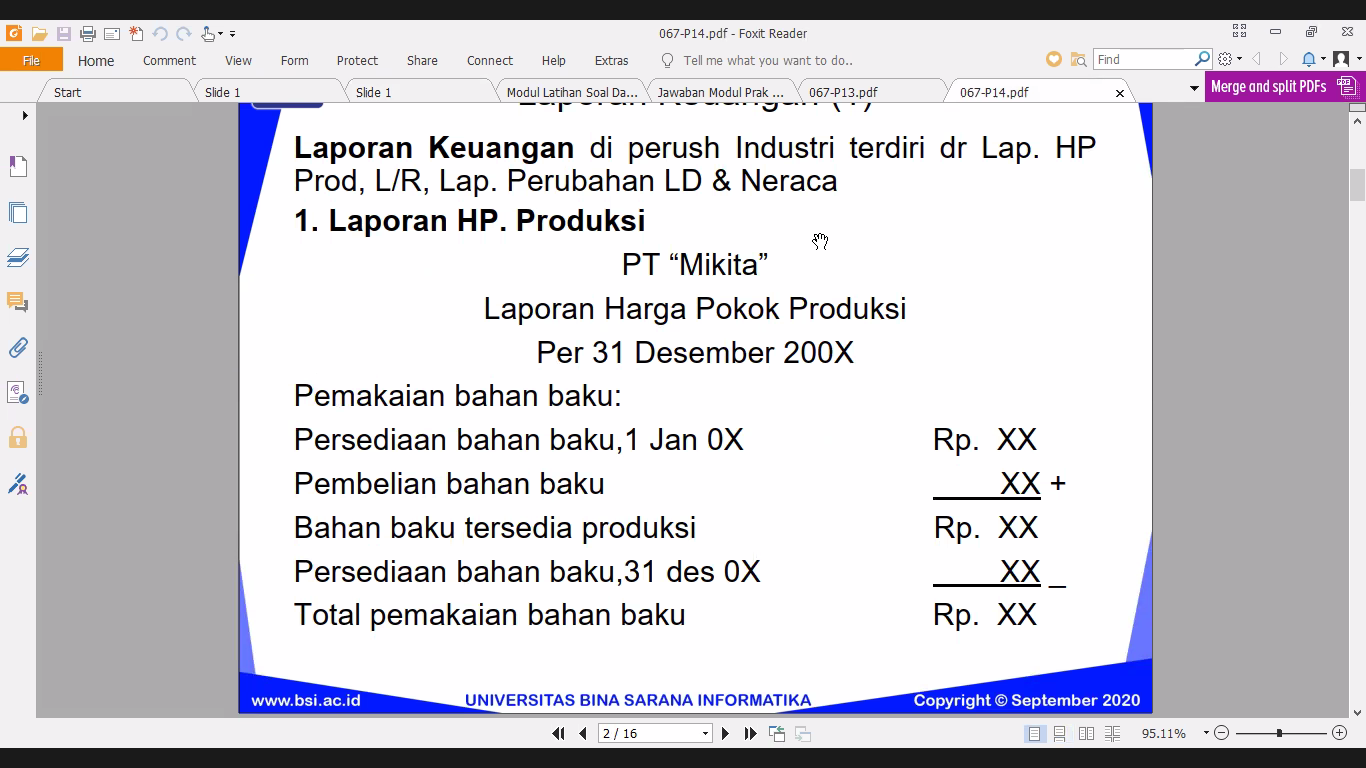 067-P14.pdf - Foxit Reader
File Home Comment View Form Protect Share Connect Help Extras Tell me what you want to do.. Find
Start Slide 1 Slide 1 Modul Latihan Soal Da... Jawaban Modul Prak ... 067-P13.pdf 067-P14.pdf Merge and split PDFs
Laporan Keuangan (1)
Laporan Keuangan di perush Industri terdiri dr Lap. HP
Prod, L/R, Lap. Perubahan LD & Neraca
1. Laporan HP. Produksi
PT “Mikita”
Laporan Harga Pokok Produksi
Per 31 Desember 200X
Pemakaian bahan baku:
Persediaan bahan baku,1 Jan 0X Rp. XX
Pembelian bahan baku XX +
Bahan baku tersedia produksi Rp. XX
Persediaan bahan baku,31 des 0X XX _
Total pemakaian bahan baku Rp. XX
www.bsi.ac.id UNIVERSITAS BINA SARANA INFORMATIKA Copyright © September 2020
2 / 16 95.11%